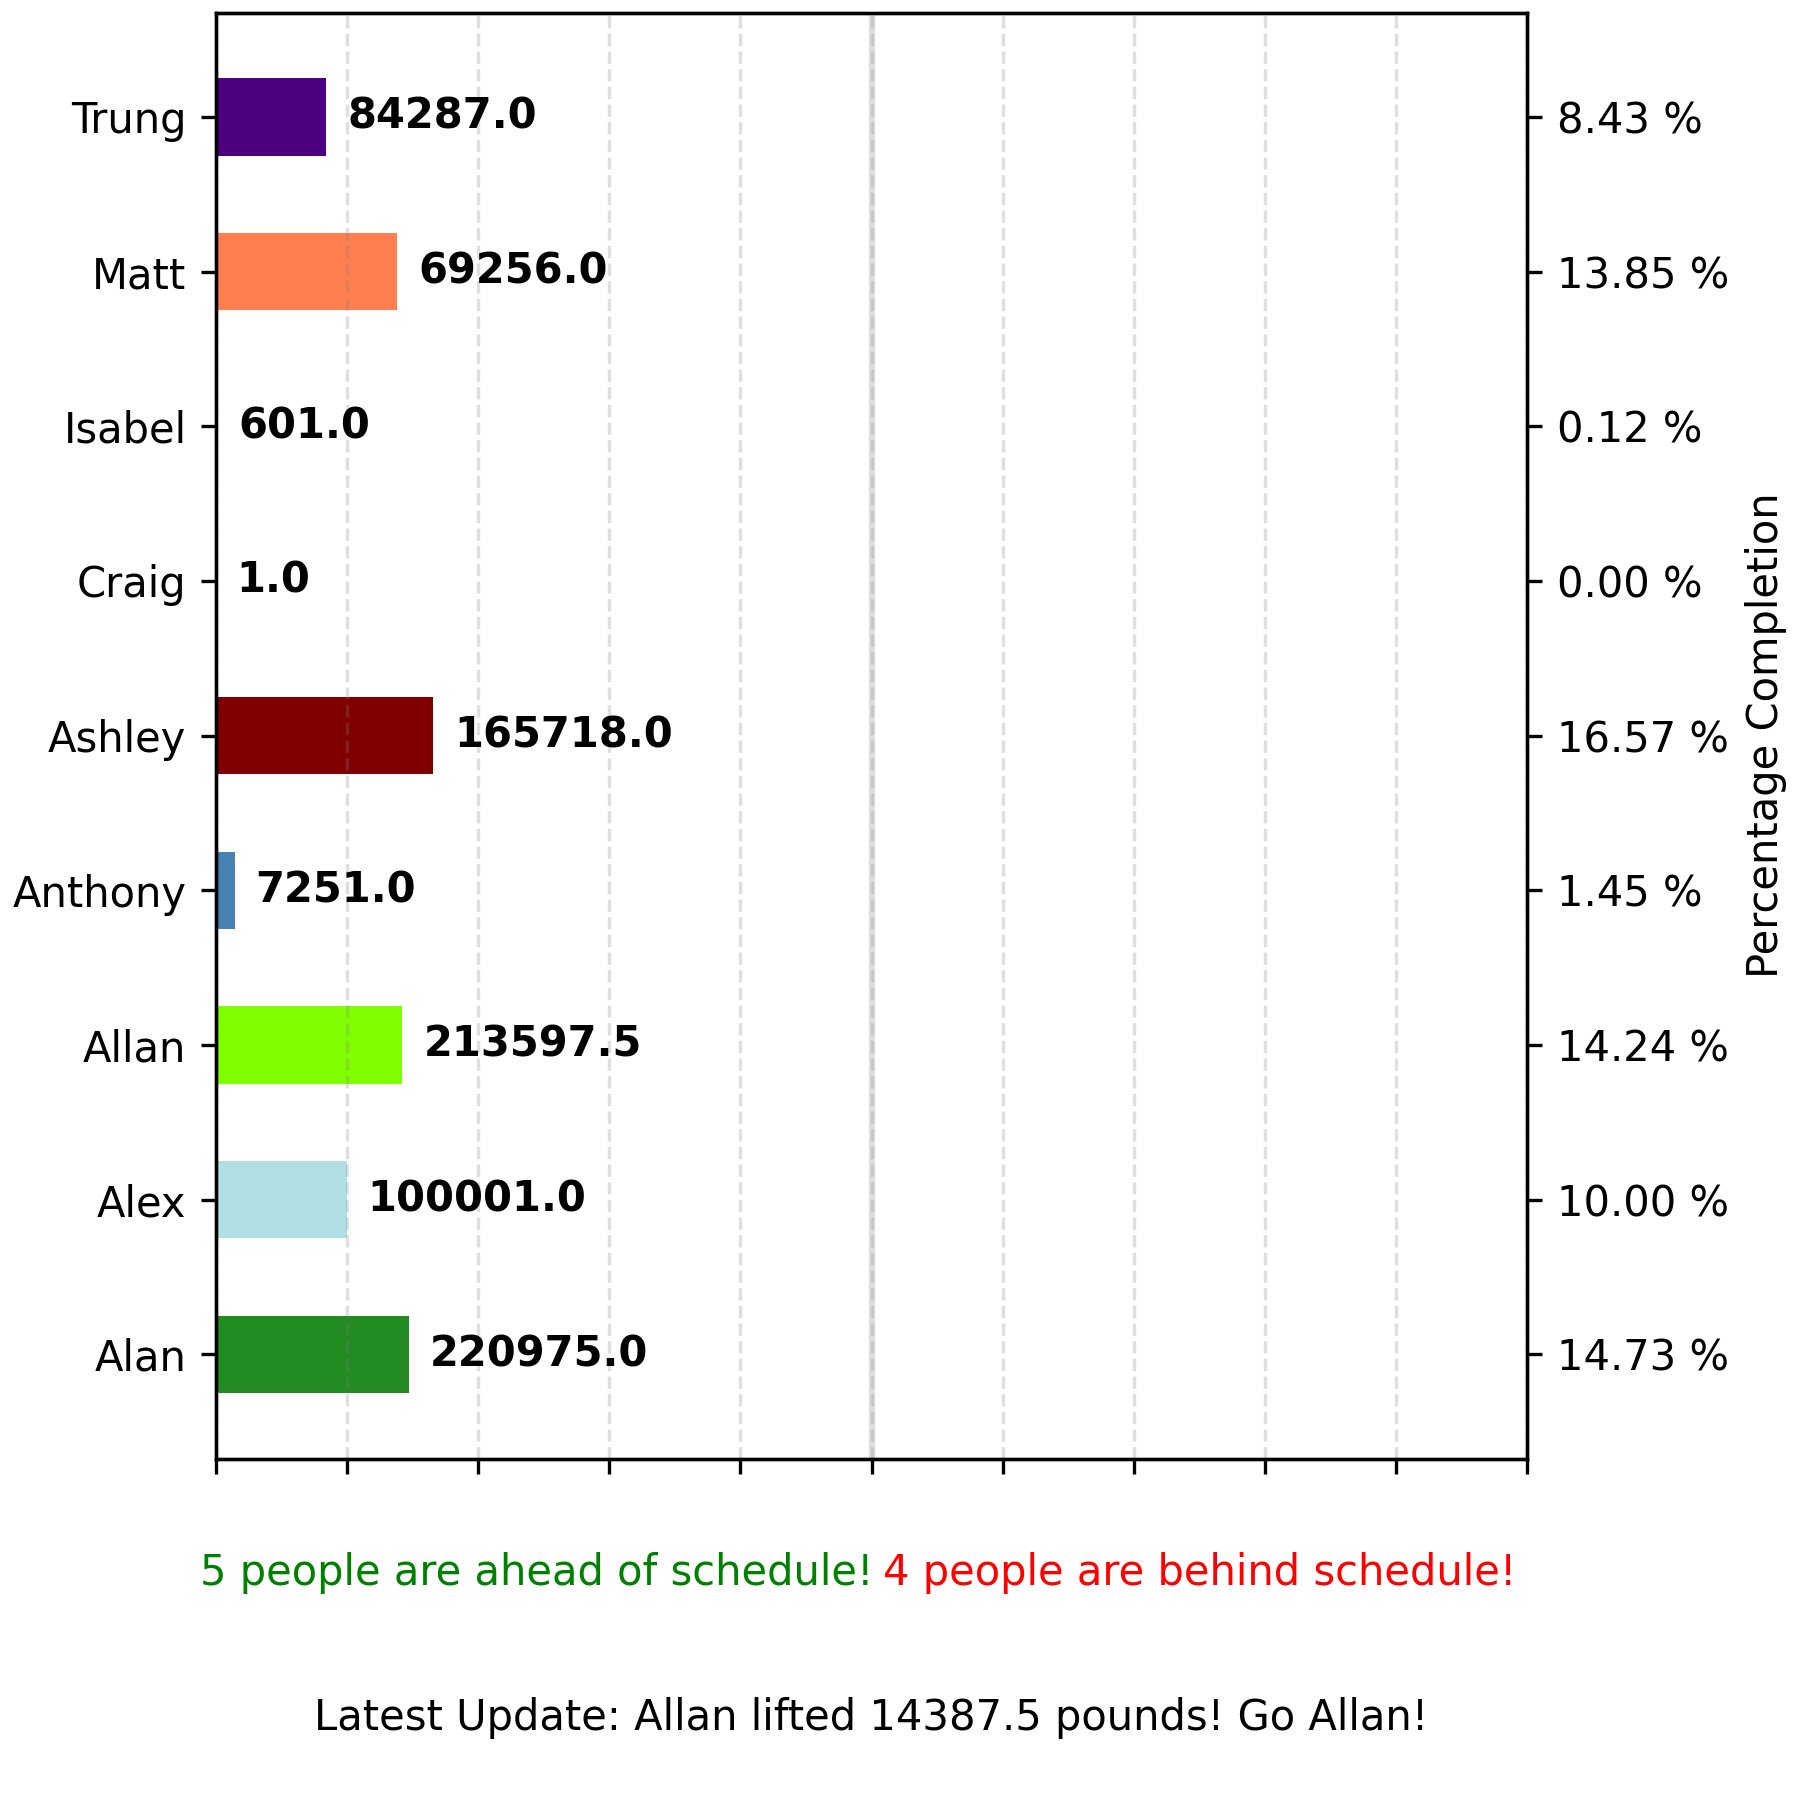 Trung 84287.0 8.43 %
Matt 69256.0 13.85 %
Isabel 601.0 0.12 %
Craig 1.0 0.00 %
Ashley 165718.0 16.57 %
Anthony 7251.0 1.45 %
Allan 213597.5 14.24 %
Alex 100001.0 10.00 %
Alan 220975.0 14.73 %
Percentage Completion
5 people are ahead of schedule! 4 people are behind schedule!
Latest Update: Allan lifted 14387.5 pounds! Go Allan!